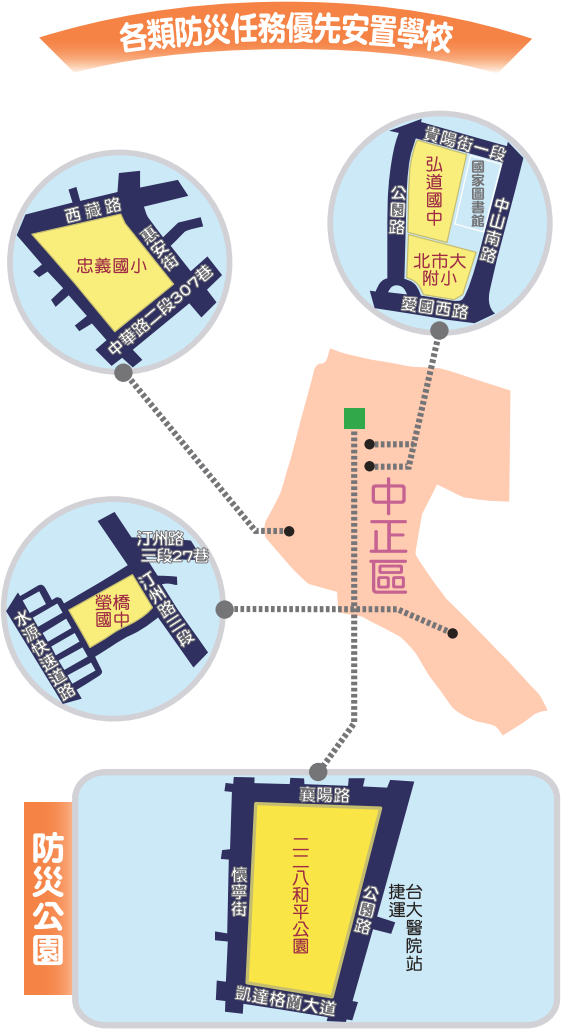 各類防災任務優先安置學校
西藏路
惠安街
忠義國小
中華路二段307巷
貴陽街一段
弘道
國中
國家圖書館
公園路
中山南路
北市大
附小
愛國西路
中正區
汀州路
三段27巷
螢橋
國中
汀州路三段
水源快速道路
防災公園
襄陽路
懷寧街
二二八和平公園
公園路
台大醫院站
捷運
凱達格蘭大道